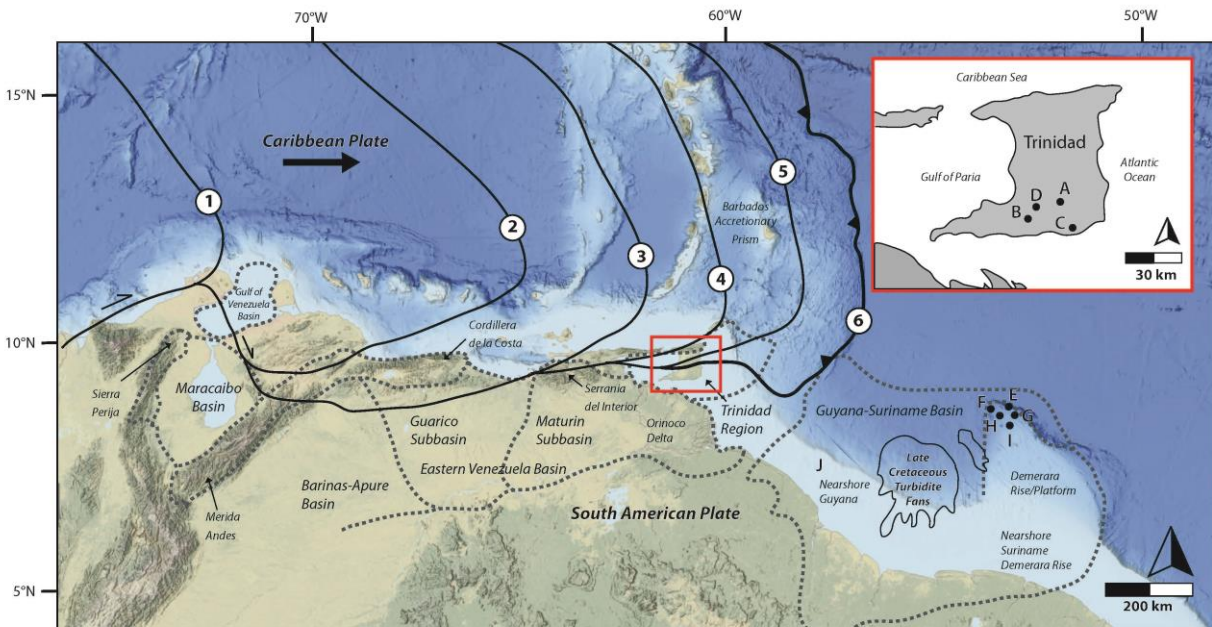 70°W
60°W
50°W
15°N
10°N
5°N
Caribbean Plate
1
2
3
4
5
6
Barbados
Accretionary
Prism
Gulf of
Venezuela
Basin
Cordillera
de la Costa
Sierra
Perija
Maracaibo
Basin
Serrania
del Interior
Trinidad
Region
Guarico
Subbasin
Maturin
Subbasin
Orinoco
Delta
Eastern Venezuela Basin
Barinas-Apure
Basin
Merida
Andes
South American Plate
Guyana-Suriname Basin
J
Nearshore
Guyana
Late
Cretaceous
Turbidite
Fans
F
E
H
G
I
Demerara
Rise/Platform
Nearshore
Suriname
Demerara Rise
200 km
Caribbean Sea
Trinidad
Gulf of Paria
Atlantic
Ocean
D
A
B
C
30 km